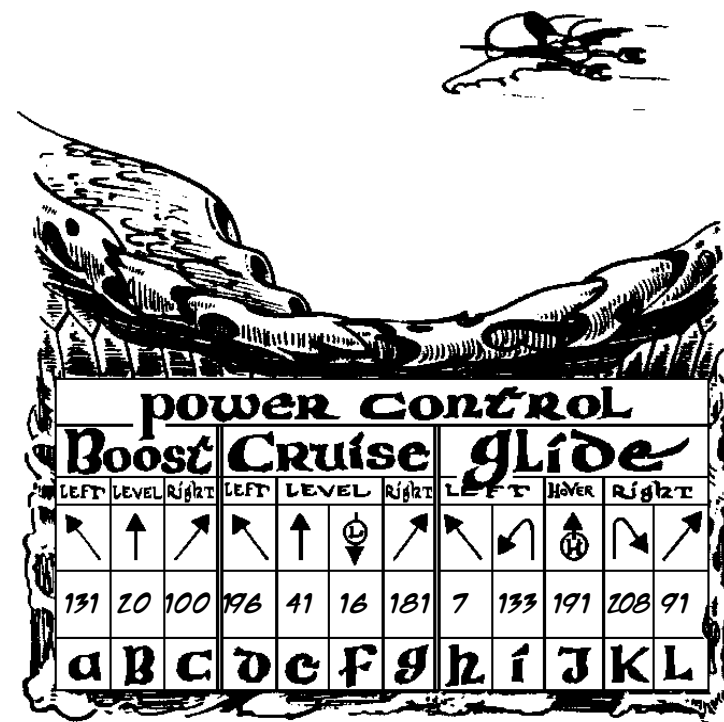 POWER CONTROL
Boost Cruise Glide
LEFT LEVEL Right LEFT LEVEL Right LEFT HOVER Right
L H
131 20 100 196 41 16 181 7 133 191 208 91
a B C D e F g h i J K L